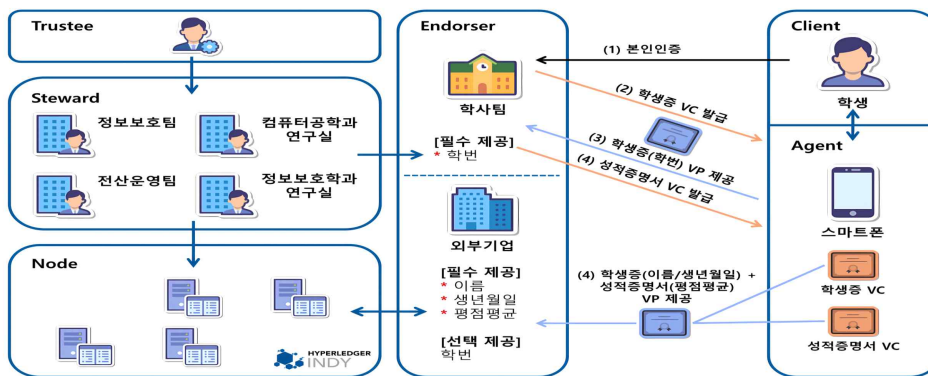 Trustee
Steward
정보보호팀
컴퓨터공학과
연구실
전산운영팀
정보보호학과
연구실
Node
HYPERLEDGER
INDY
Endorser
학사팀
[필수 제공]
* 학번
외부기업
[필수 제공]
* 이름
* 생년월일
* 평점평균
[선택 제공]
학번
(1) 본인인증
(2) 학생증 VC 발급
(3) 학생증(학번) VP 제공
(4) 성적증명서 VC 발급
(4) 학생증(이름/생년월일) +
성적증명서(평점평균)
VP 제공
Client
학생
Agent
스마트폰
학생증 VC
성적증명서 VC